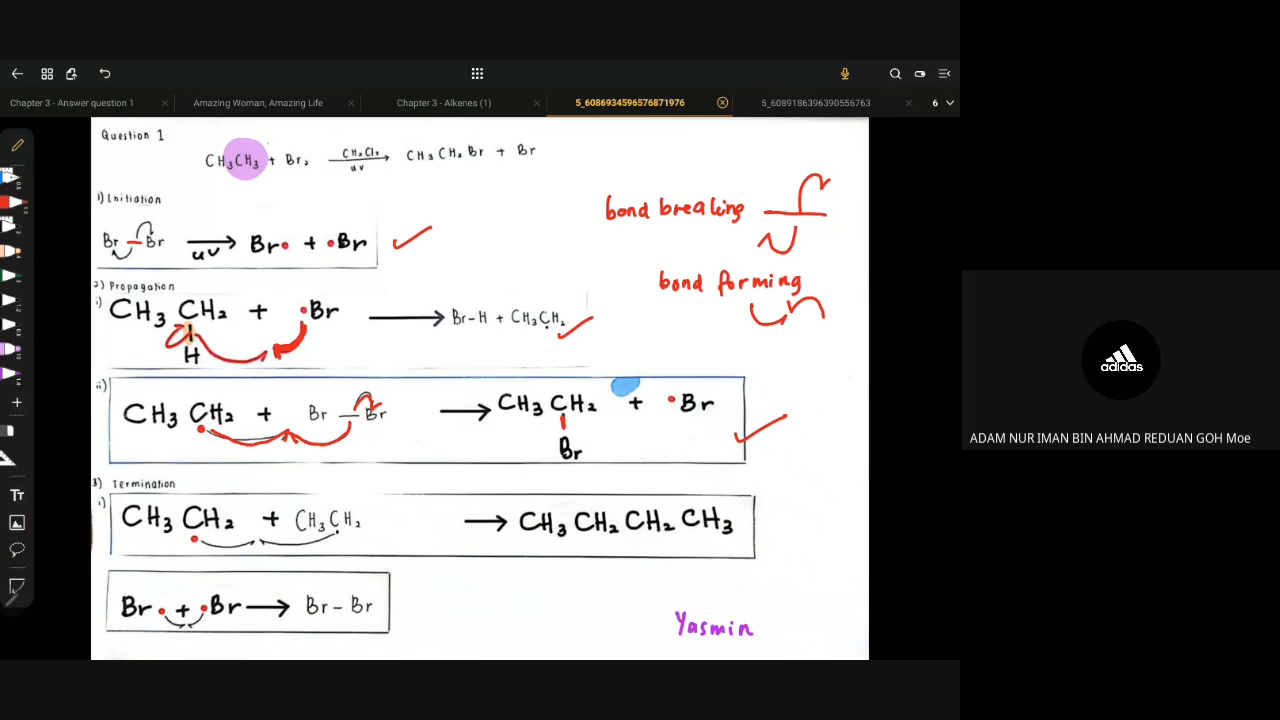 Chapter 3 - Answer question 1
Amazing Woman, Amazing Life
Chapter 3 - Alkenes (1)
5_6086934596576871976
5_6089186396390556763
6
Question 1
CH3CH3 + Br2 CH2Cl2 uv → CH3CH2Br + Br
1) Initiation
Br — Br uv → Br• + •Br
bond breaking
bond forming
2) Propagation
i)
CH3 CH2 + •Br → Br-H + CH3CH2
H
ii)
CH3 CH2 + Br — Br → CH3 CH2 + •Br
Br
3) Termination
i)
CH3 CH2 + CH3CH2 → CH3 CH2 CH2 CH3
Br• + •Br → Br - Br
Yasmin
Tт
adidas
ADAM NUR IMAN BIN AHMAD REDUAN GOH Moe